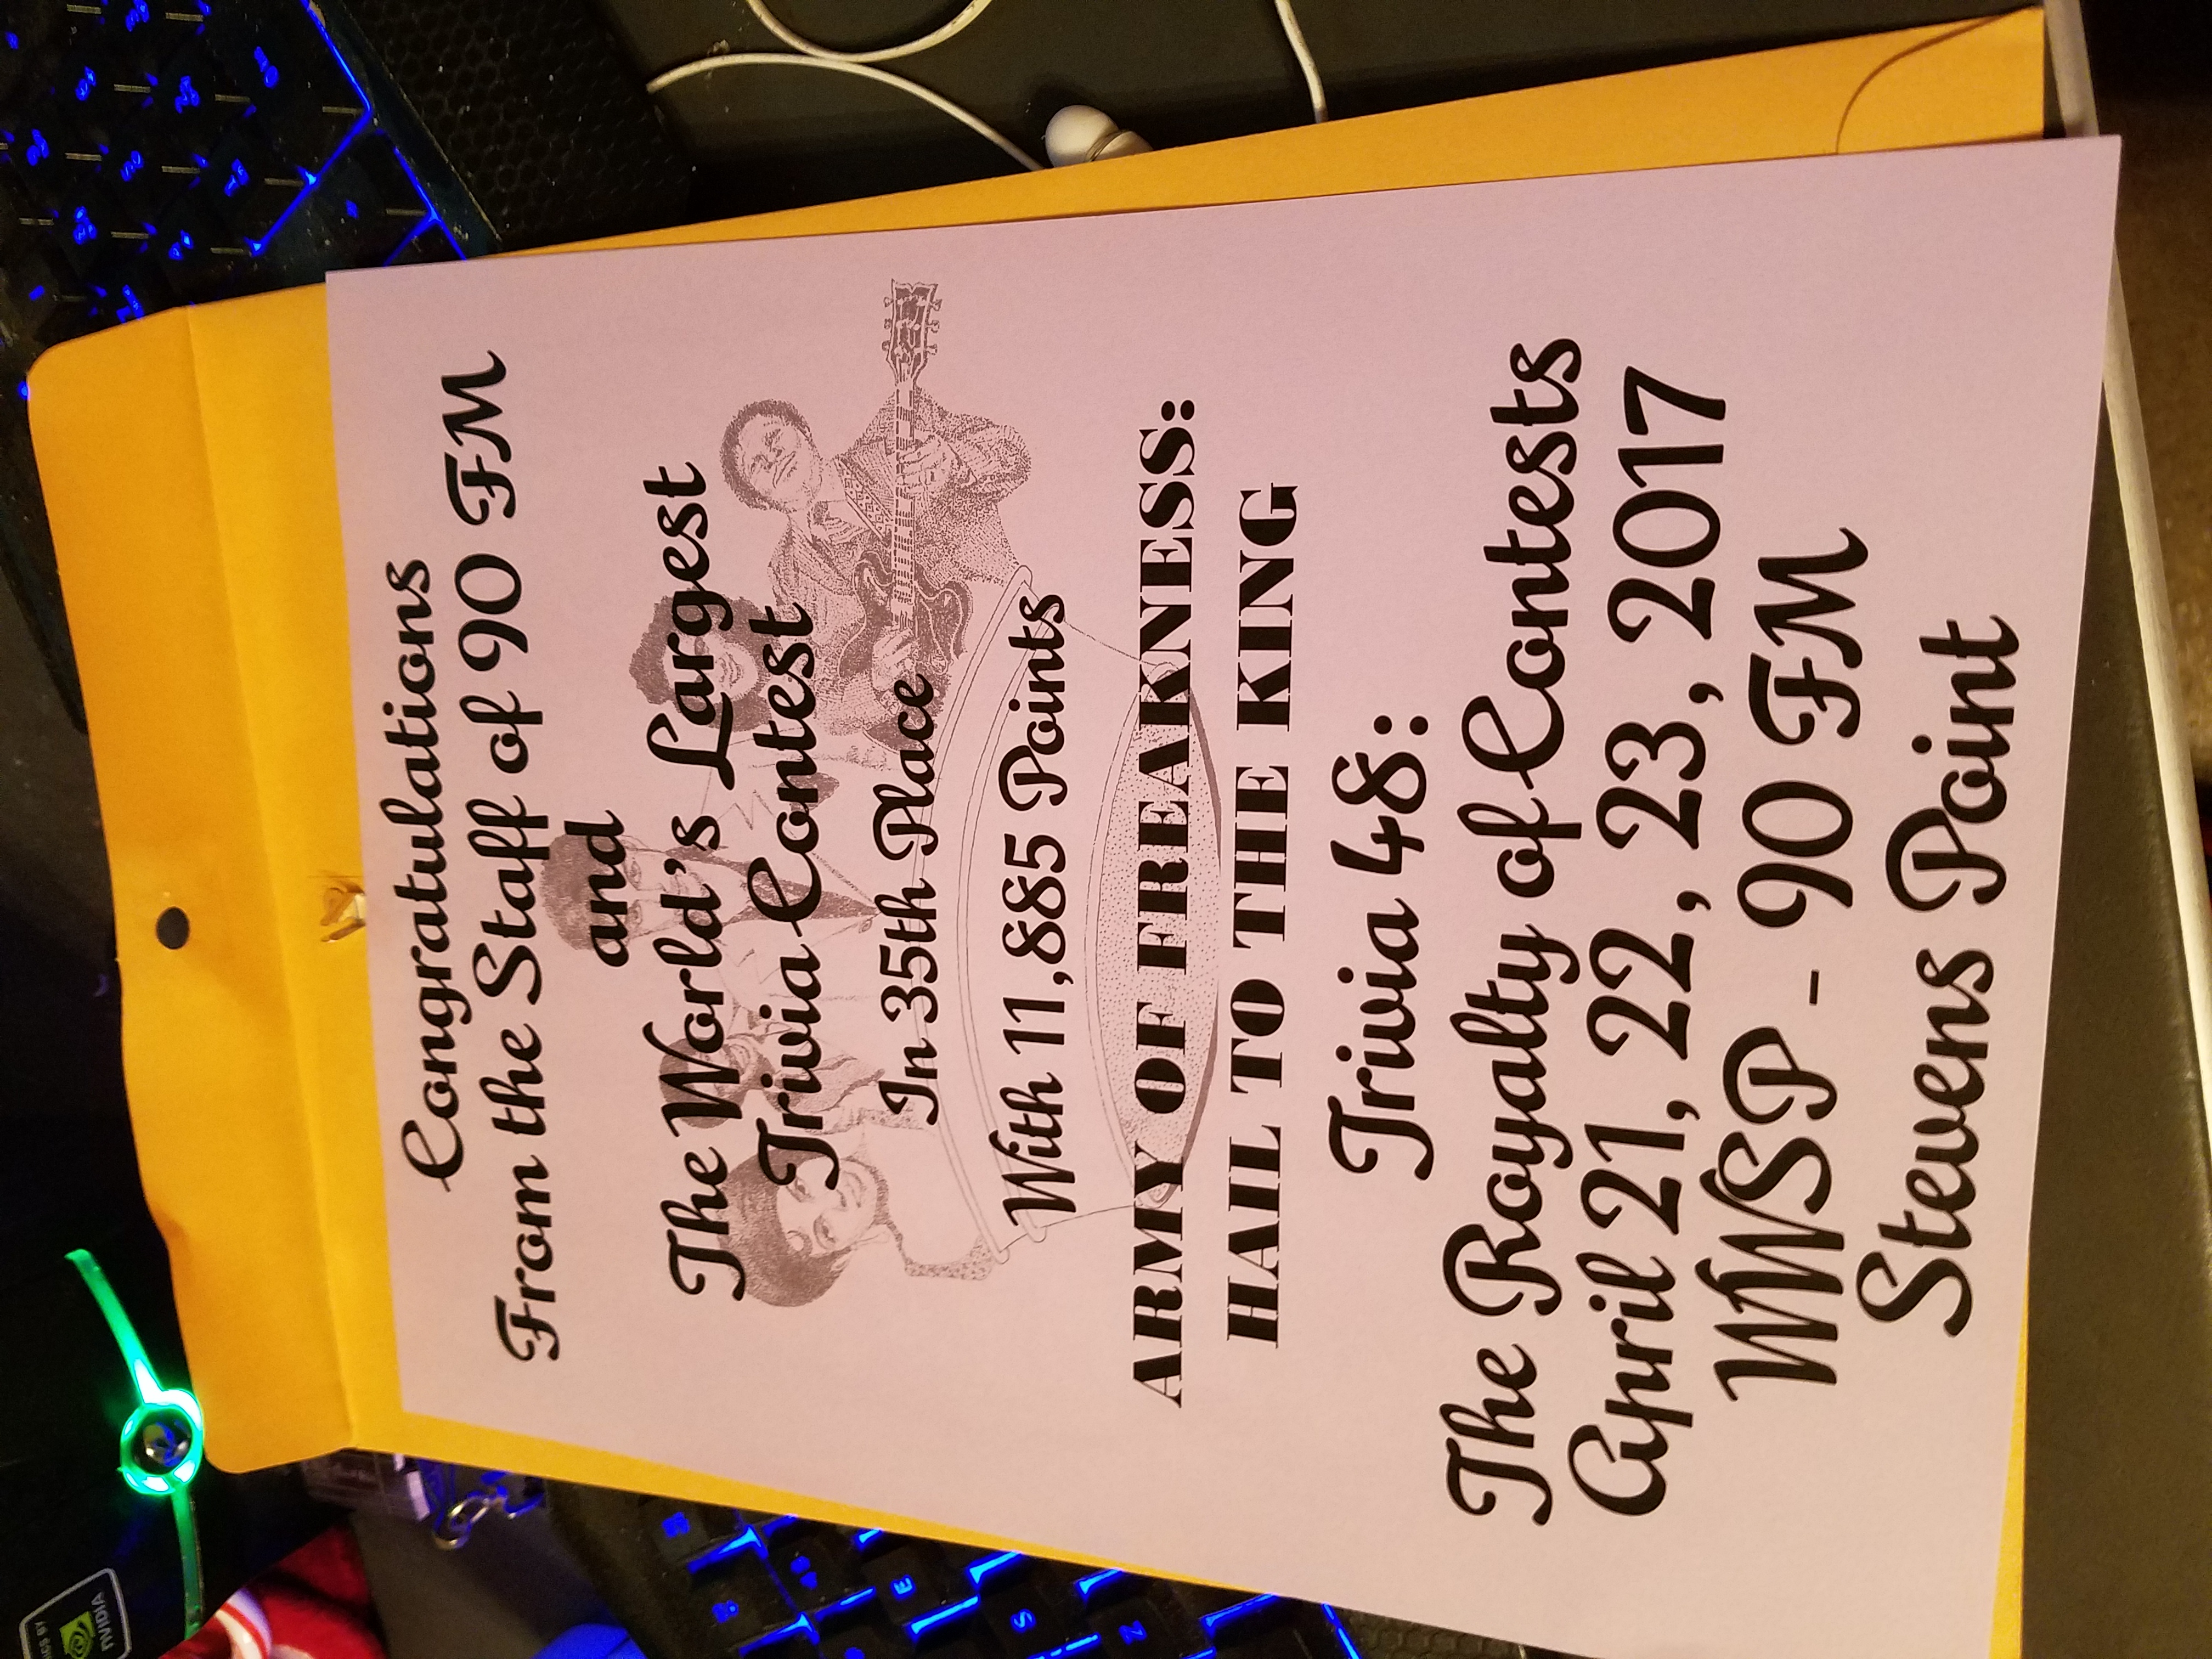 Congratulations
From the Staff of 90 FM
and
The World's Largest
Trivia Contest
In 35th Place
With 11,885 Points
ARMY OF FREAKNESS:
HAIL TO THE KING
Trivia 48:
The Royalty of Contests
April 21, 22, 23, 2017
WWSP - 90 FM
Stevens Point
NVIDIA
E
S
Z